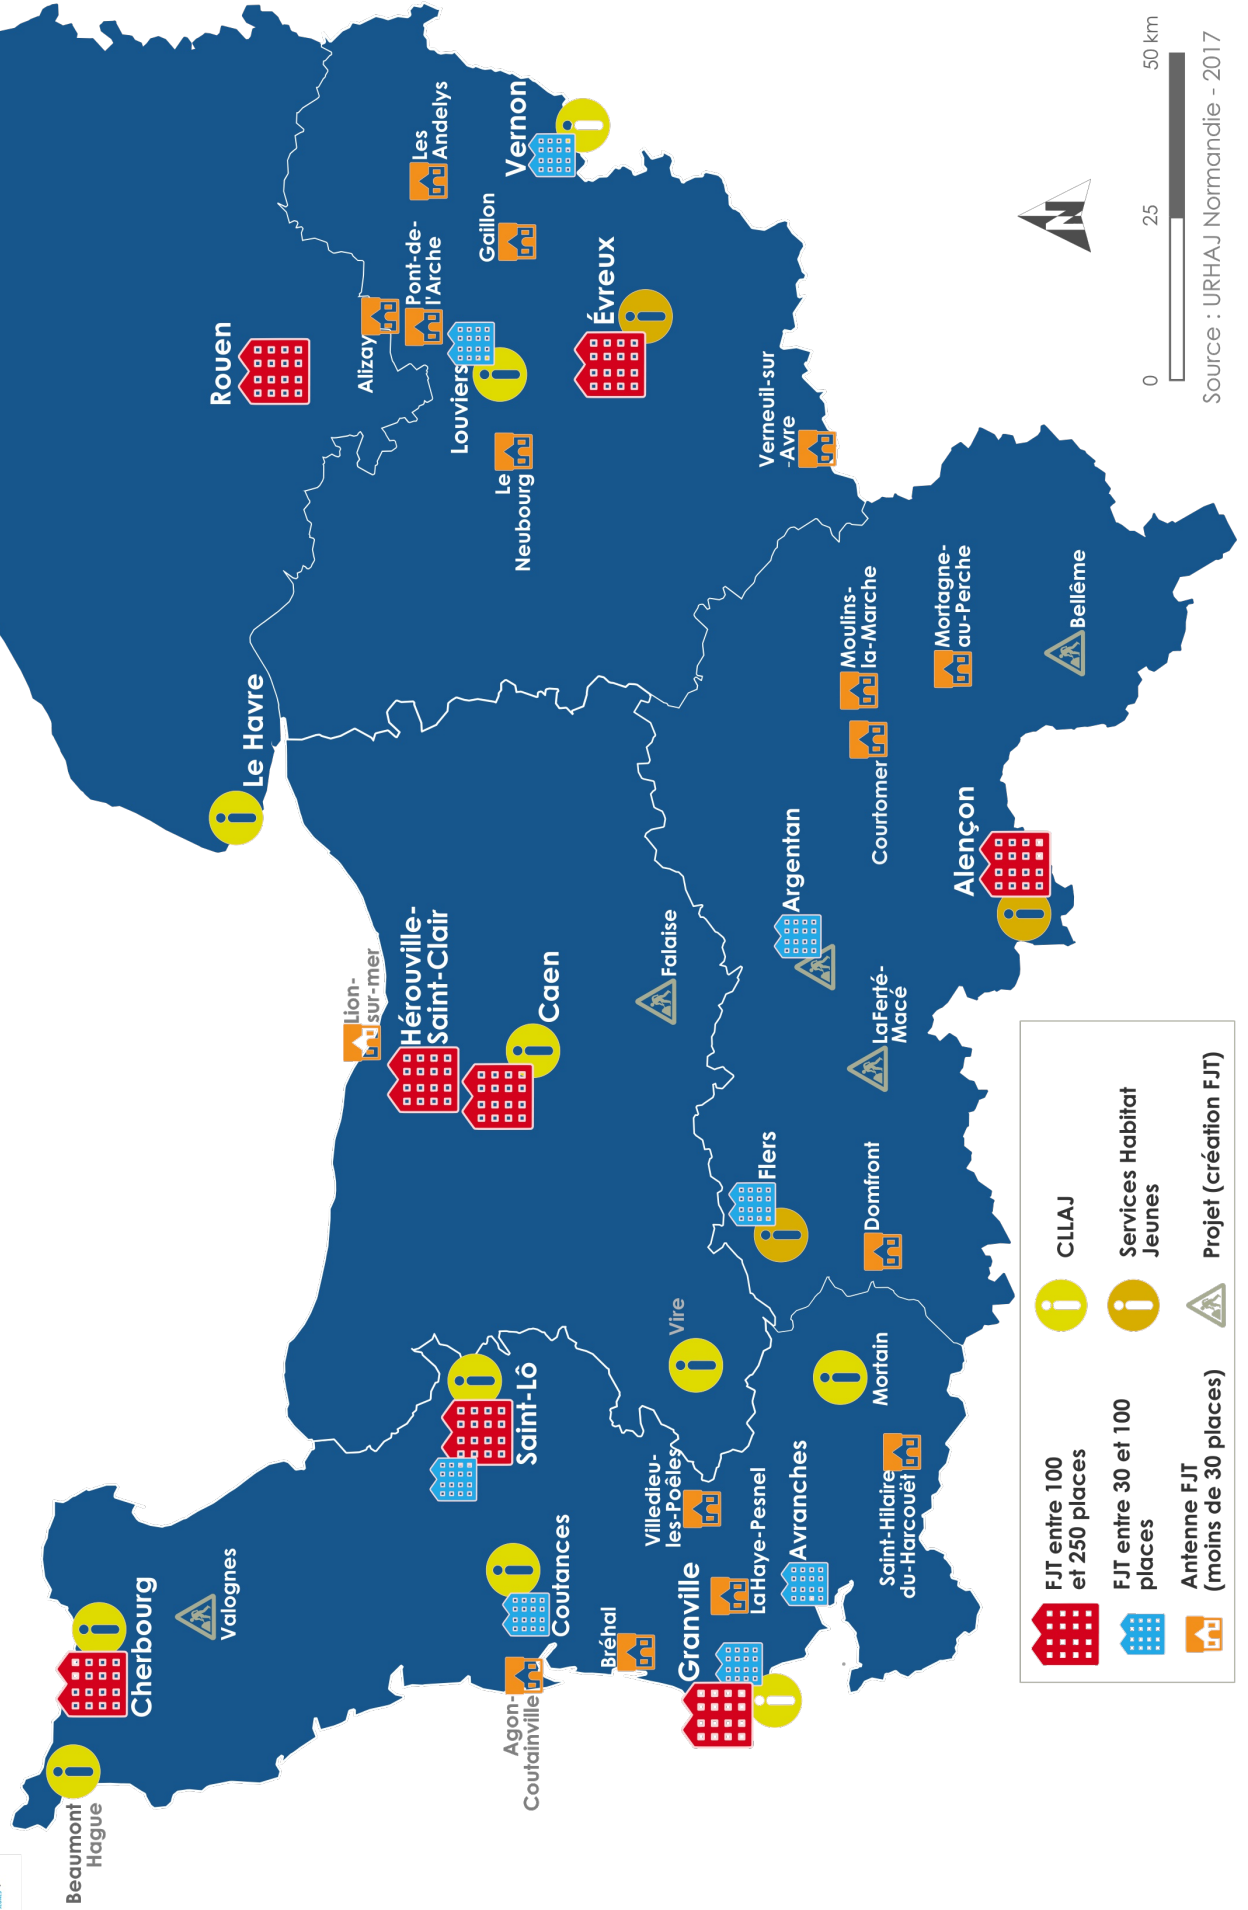 Beaumont
Hague
Cherbourg
Valognes
Agon-
Coutainville
Coutances
Saint-Lô
Bréhal
Granville
Villedieu-
les-Poêles
La Haye-Pesnel
Avranches
Saint-Hilaire
du-Harcouët
Mortain
Vire
Lion-
sur-mer
Hérouville-
Saint-Clair
Caen
Falaise
Flers
Domfront
La Ferté-
Macé
Argentan
Alençon
Courtomer
Moulins-
la-Marche
Mortagne-
au-Perche
Bellême
Le Havre
Rouen
Alizay
Pont-de-
l'Arche
Les
Andelys
Louviers
Le
Neubourg
Gaillon
Vernon
Évreux
Verneuil-sur
-Avre
FJT entre 100
et 250 places
FJT entre 30 et 100
places
Antenne FJT
(moins de 30 places)
CLLAJ
Services Habitat
Jeunes
Projet (création FJT)
N
0 25 50 km
Source : URHAJ Normandie - 2017